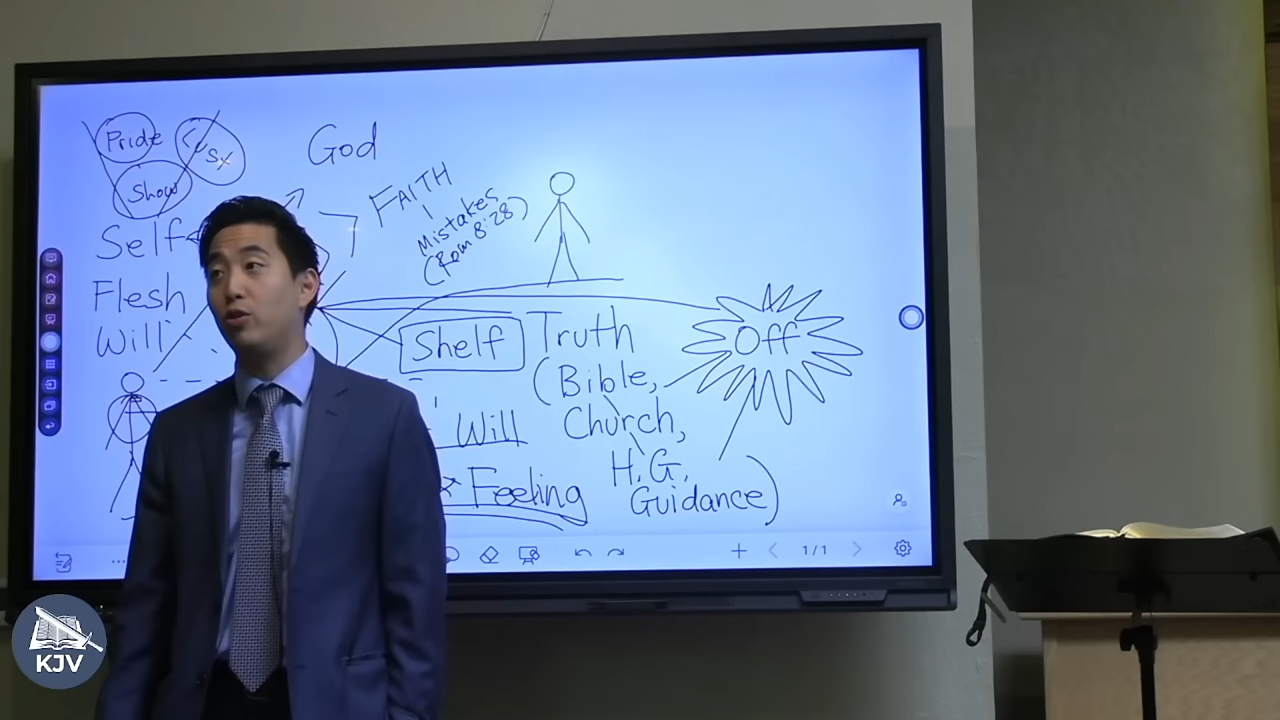 Pride
Show
God
FAITH
Mistakes
(Rom 8:28)
Self
Flesh
Will
Shelf
Truth
(Bible,
Church,
H.G,
Guidance)
Off
Will
Feeling
1/1
KJV